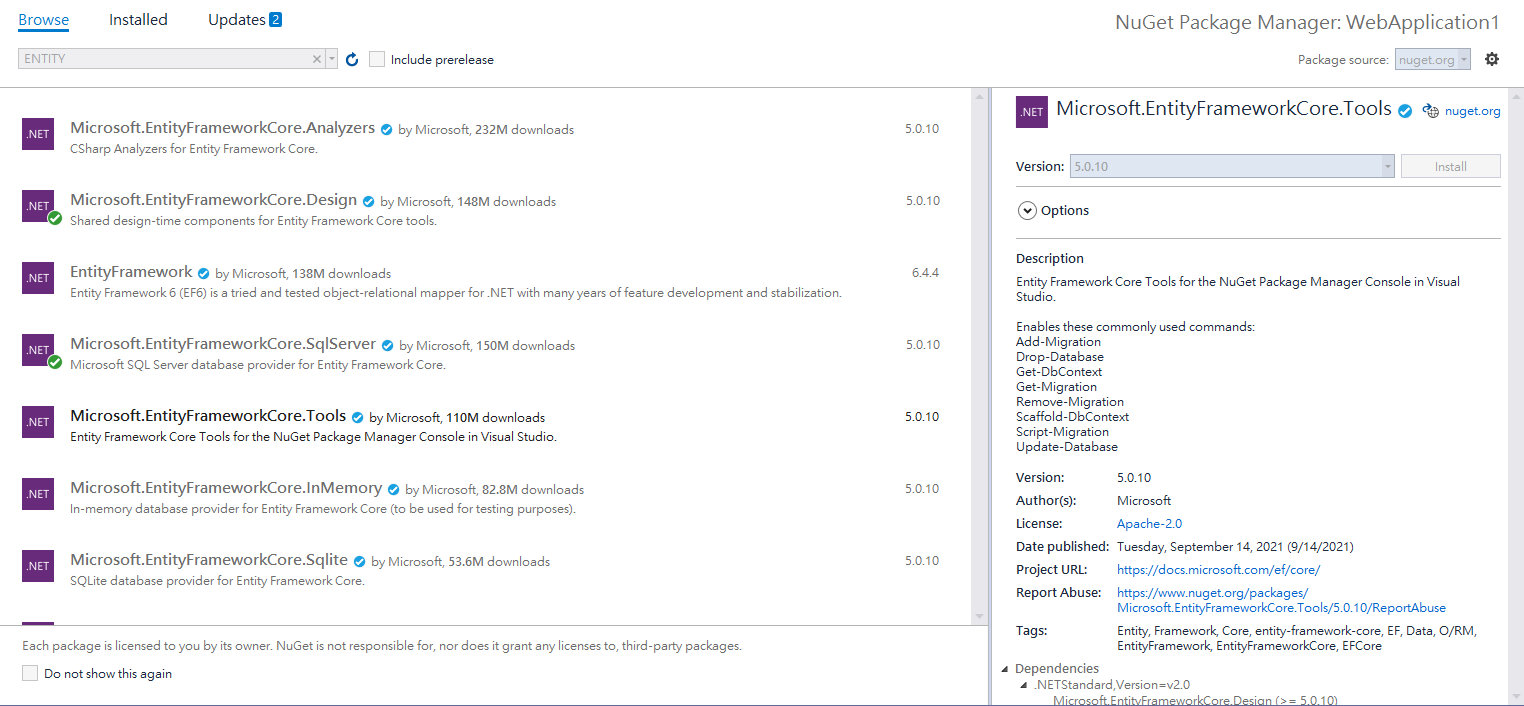 Browse Installed Updates 2
NuGet Package Manager: WebApplication1
ENTITY
Include prerelease
Package source: nuget.org
.NET
Microsoft.EntityFrameworkCore.Analyzers by Microsoft, 232M downloads 5.0.10
CSharp Analyzers for Entity Framework Core.
.NET
Microsoft.EntityFrameworkCore.Design by Microsoft, 148M downloads 5.0.10
Shared design-time components for Entity Framework Core tools.
.NET
EntityFramework by Microsoft, 138M downloads 6.4.4
Entity Framework 6 (EF6) is a tried and tested object-relational mapper for .NET with many years of feature development and stabilization.
.NET
Microsoft.EntityFrameworkCore.SqlServer by Microsoft, 150M downloads 5.0.10
Microsoft SQL Server database provider for Entity Framework Core.
.NET
Microsoft.EntityFrameworkCore.Tools by Microsoft, 110M downloads 5.0.10
Entity Framework Core Tools for the NuGet Package Manager Console in Visual Studio.
.NET
Microsoft.EntityFrameworkCore.InMemory by Microsoft, 82.8M downloads 5.0.10
In-memory database provider for Entity Framework Core (to be used for testing purposes).
.NET
Microsoft.EntityFrameworkCore.Sqlite by Microsoft, 53.6M downloads 5.0.10
SQLite database provider for Entity Framework Core.
Each package is licensed to you by its owner. NuGet is not responsible for, nor does it grant any licenses to, third-party packages.
Do not show this again
.NET
Microsoft.EntityFrameworkCore.Tools nuget.org
Version: 5.0.10 Install
Options
Description
Entity Framework Core Tools for the NuGet Package Manager Console in Visual
Studio.
Enables these commonly used commands:
Add-Migration
Drop-Database
Get-DbContext
Get-Migration
Remove-Migration
Scaffold-DbContext
Script-Migration
Update-Database
Version: 5.0.10
Author(s): Microsoft
License: Apache-2.0
Date published: Tuesday, September 14, 2021 (9/14/2021)
Project URL: https://docs.microsoft.com/ef/core/
Report Abuse: https://www.nuget.org/packages/
Microsoft.EntityFrameworkCore.Tools/5.0.10/ReportAbuse
Tags: Entity, Framework, Core, entity-framework-core, EF, Data, O/RM,
EntityFramework, EntityFrameworkCore, EFCore
Dependencies
.NETStandard,Version=v2.0
Microsoft.EntityFrameworkCore.Design (>= 5.0.10)